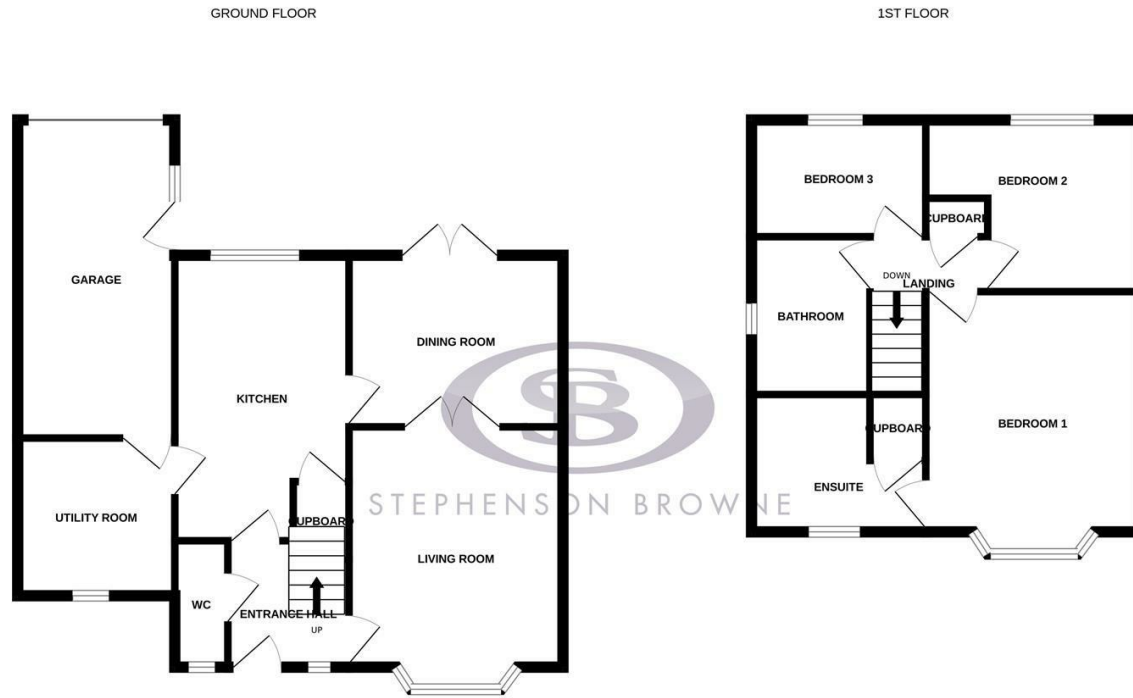 GROUND FLOOR
GARAGE
UTILITY ROOM
KITCHEN
DINING ROOM
CUPBOARD
LIVING ROOM
WC
ENTRANCE HALL
UP
1ST FLOOR
BEDROOM 3
BEDROOM 2
CUPBOARD
DOWN
LANDING
BATHROOM
CUPBOARD
BEDROOM 1
ENSUITE
SB
STEPHENSON BROWNE